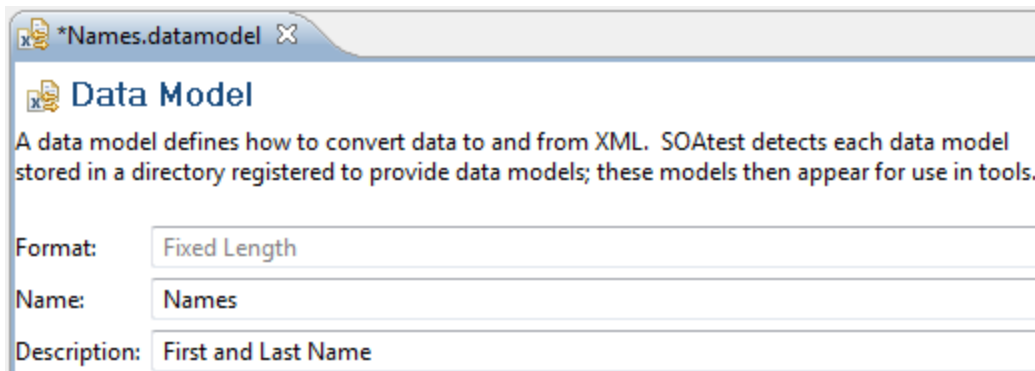 *Names.datamodel
Data Model
A data model defines how to convert data to and from XML.  SOAtest detects each data model
stored in a directory registered to provide data models; these models then appear for use in tools.
Format: Fixed Length
Name: Names
Description: First and Last Name